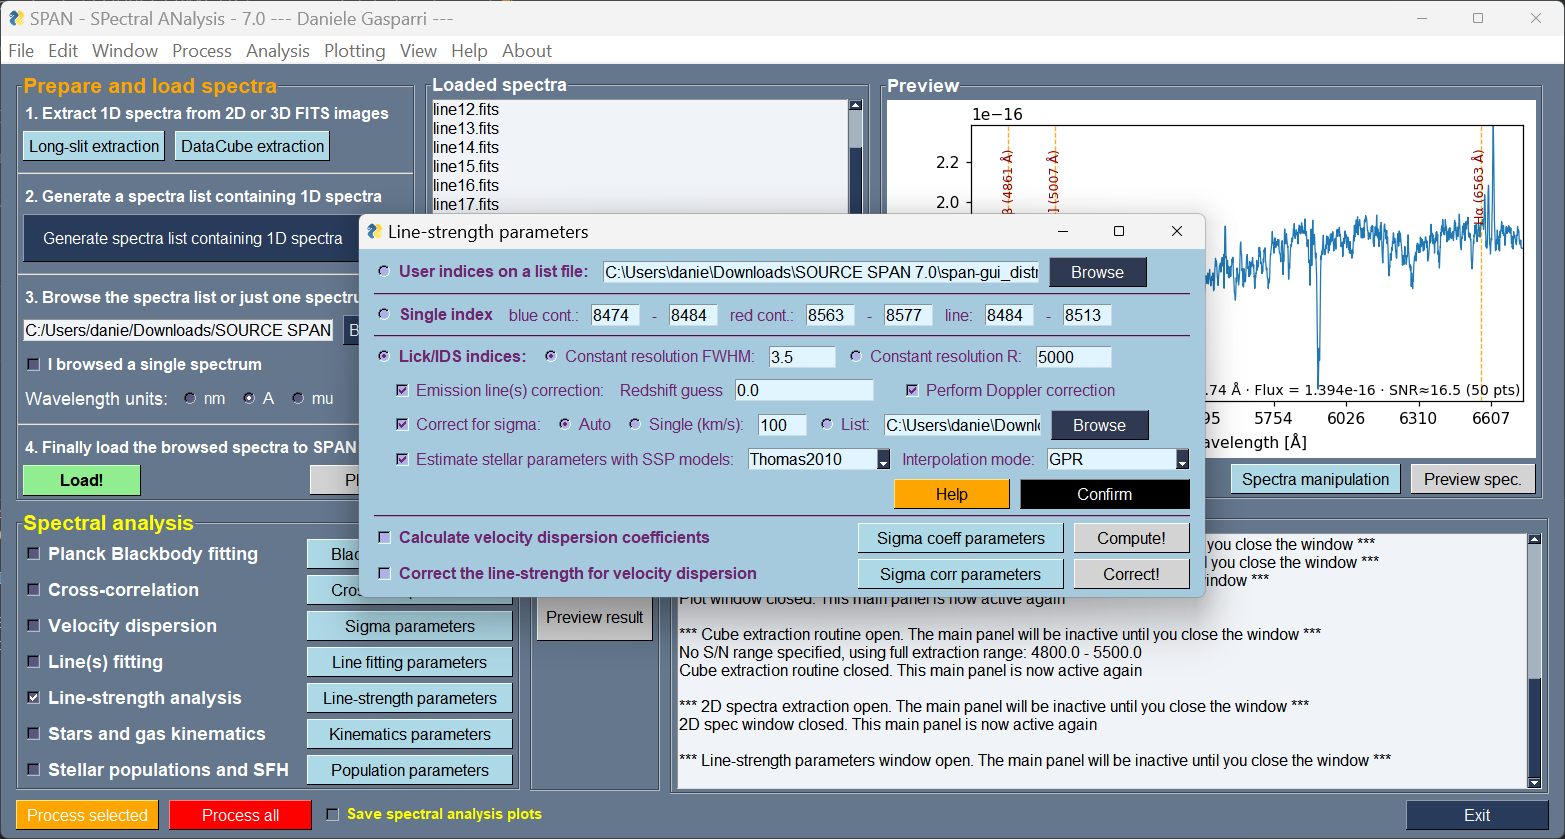 SPAN - SPectral ANalysis - 7.0 --- Daniele Gasparri ---
File Edit Window Process Analysis Plotting View Help About
Prepare and load spectra
1. Extract 1D spectra from 2D or 3D FITS images
Long-slit extraction DataCube extraction
2. Generate a spectra list containing 1D spectra
Generate spectra list containing 1D spectra
3. Browse the spectra list or just one spectru
C:/Users/danie/Downloads/SOURCE SPAN B
I browsed a single spectrum
Wavelength units: nm A mu
4. Finally load the browsed spectra to SPAN
Load! Pl
Loaded spectra
line12.fits
line13.fits
line14.fits
line15.fits
line16.fits
line17.fits
Preview
1e-16
2.2
2.0
β (4861 Å)
] (5007 Å)
Hα (6563 Å)
.74 Å · Flux = 1.394e-16 · SNR≈16.5 (50 pts)
95 5754 6026 6310 6607
avelength [Å]
Spectra manipulation Preview spec.
Line-strength parameters
User indices on a list file: C:\Users\danie\Downloads\SOURCE SPAN 7.0\span-gui_distr Browse
Single index blue cont.: 8474 - 8484 red cont.: 8563 - 8577 line: 8484 - 8513
Lick/IDS indices: Constant resolution FWHM: 3.5 Constant resolution R: 5000
Emission line(s) correction: Redshift guess 0.0 Perform Doppler correction
Correct for sigma: Auto Single (km/s): 100 List: C:\Users\danie\Downlo Browse
Estimate stellar parameters with SSP models: Thomas2010 Interpolation mode: GPR
Help Confirm
Calculate velocity dispersion coefficients Sigma coeff parameters Compute!
Correct the line-strength for velocity dispersion Sigma corr parameters Correct!
Spectral analysis
Planck Blackbody fitting Blac
Cross-correlation Cros
Velocity dispersion Sigma parameters
Line(s) fitting Line fitting parameters
Line-strength analysis Line-strength parameters
Stars and gas kinematics Kinematics parameters
Stellar populations and SFH Population parameters
Preview result
you close the window ***
l you close the window ***
indow ***
Plot window closed. This main panel is now active again
*** Cube extraction routine open. The main panel will be inactive until you close the window ***
No S/N range specified, using full extraction range: 4800.0 - 5500.0
Cube extraction routine closed. This main panel is now active again
*** 2D spectra extraction open. The main panel will be inactive until you close the window ***
2D spec window closed. This main panel is now active again
*** Line-strength parameters window open. The main panel will be inactive until you close the window ***
Process selected Process all Save spectral analysis plots Exit